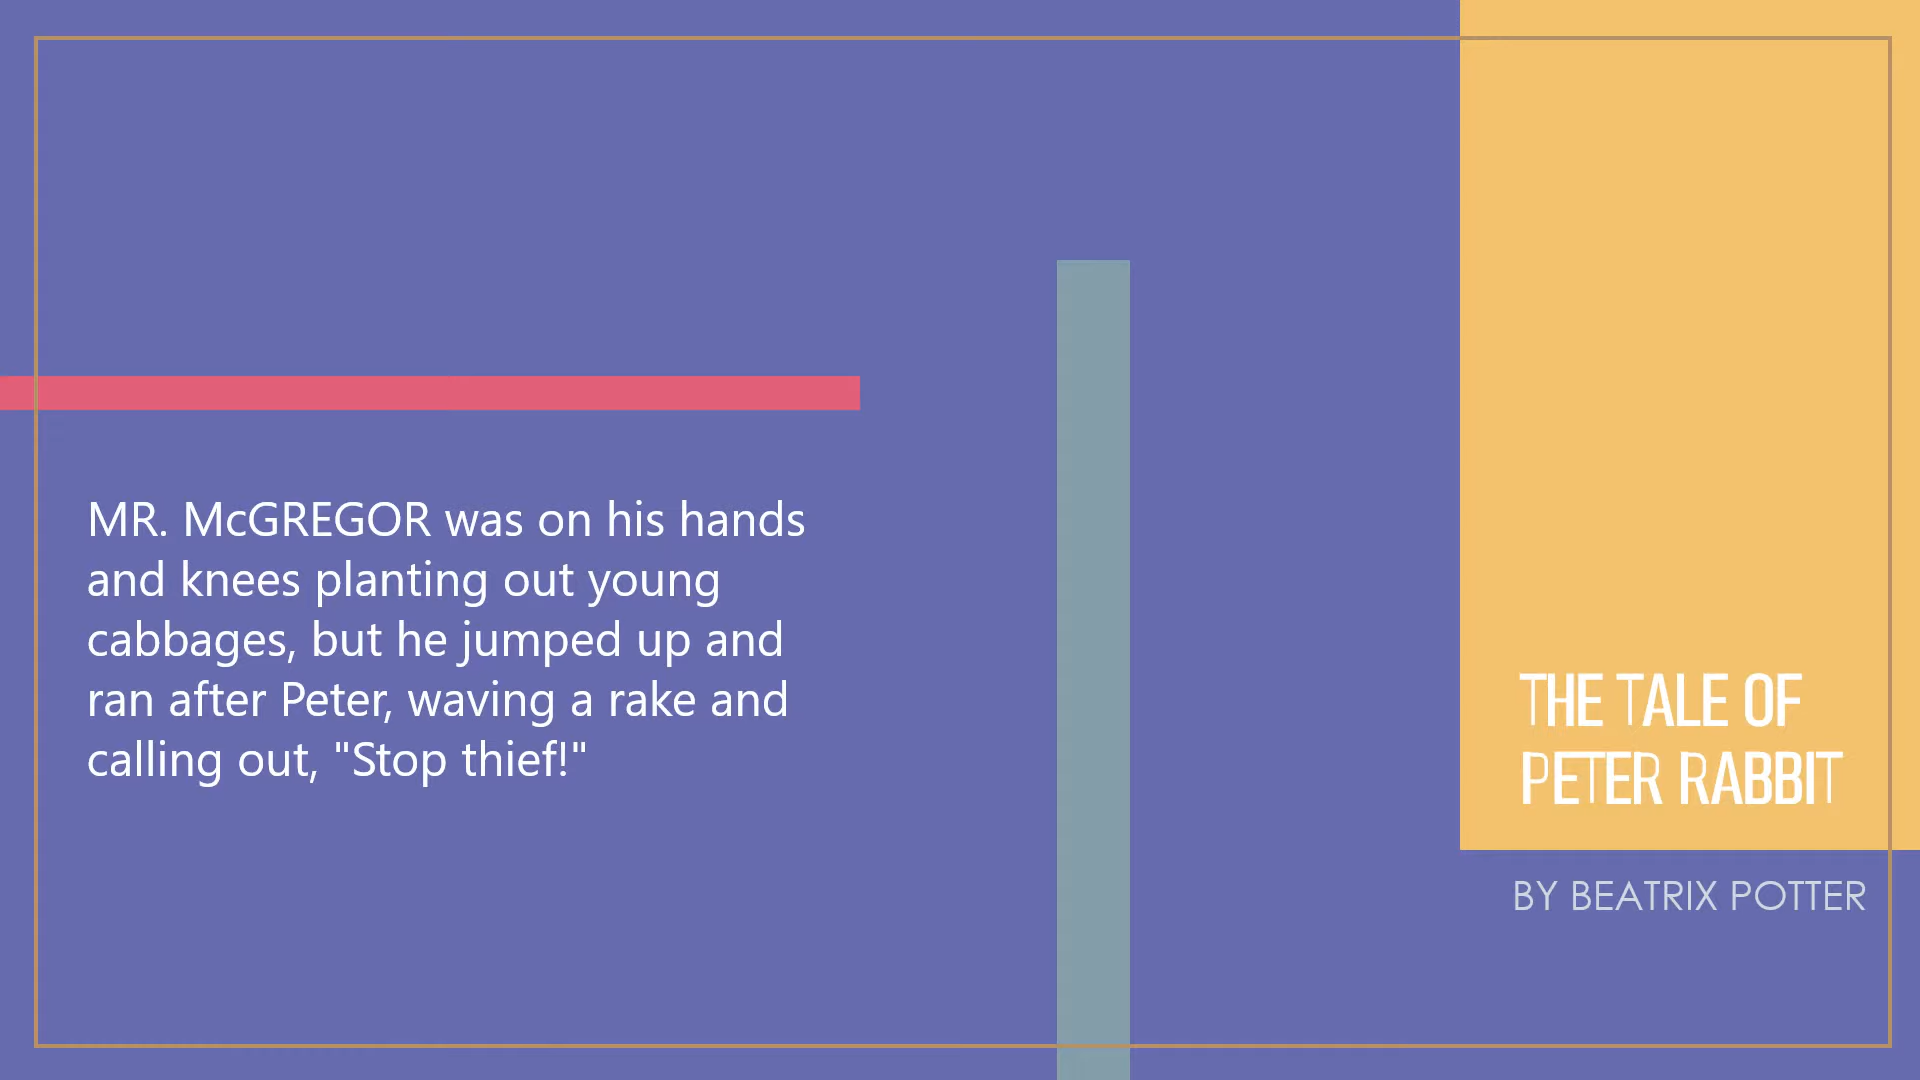 MR. McGREGOR was on his hands
and knees planting out young
cabbages, but he jumped up and
ran after Peter, waving a rake and
calling out, "Stop thief!"
THE TALE OF
PETER RABBIT
BY BEATRIX POTTER